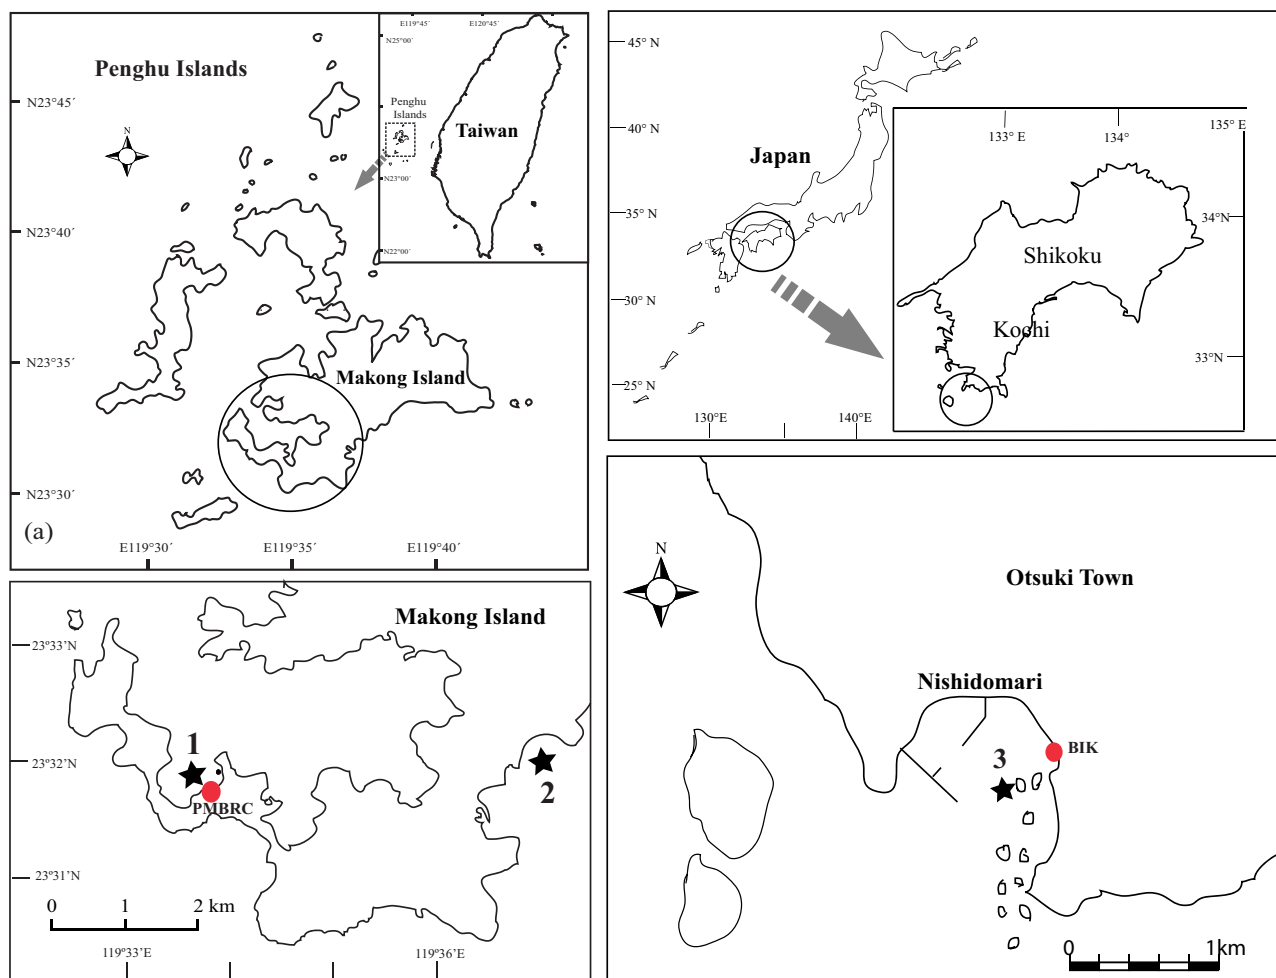 Penghu Islands
N
N23°45´
N23°40´
N23°35´
N23°30´
E119°30´
E119°35´
E119°40´
Makong Island
(a)
E119°45´
E120°45´
N25°00´
Penghu
Islands
Taiwan
N23°00´
N22°00´
45° N
40° N
35° N
30° N
25° N
130°E
140°E
Japan
133° E
134°
135° E
34°N
33°N
Shikoku
Kochi
Makong Island
23°33’N
23°32’N
23°31’N
1
PMBRC
2
0
1
2 km
119°33’E
119°36’E
N
Otsuki Town
Nishidomari
BIK
3
0
1km